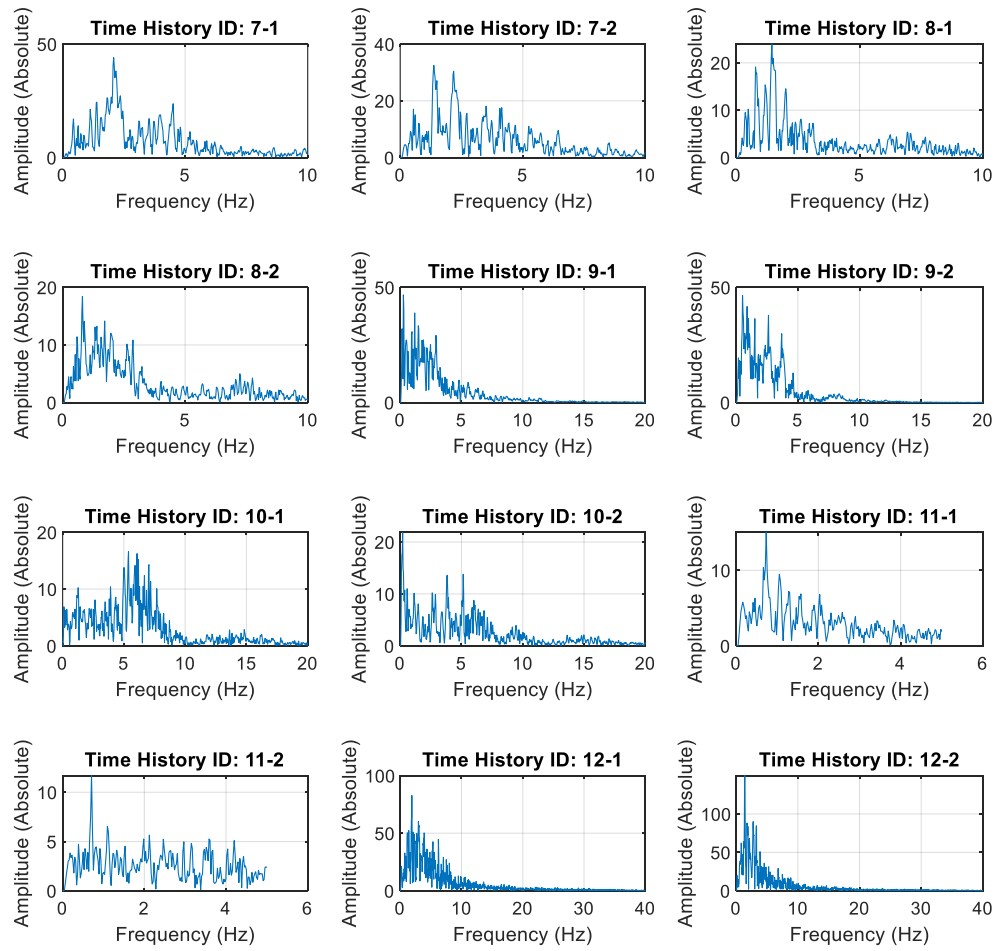 Time History ID: 7-1
Amplitude (Absolute)
50
0
0
5
10
Frequency (Hz)
Time History ID: 7-2
Amplitude (Absolute)
40
20
0
0
5
10
Frequency (Hz)
Time History ID: 8-1
Amplitude (Absolute)
20
10
0
0
5
10
Frequency (Hz)
Time History ID: 8-2
Amplitude (Absolute)
20
10
0
0
5
10
Frequency (Hz)
Time History ID: 9-1
Amplitude (Absolute)
50
0
0
5
10
15
20
Frequency (Hz)
Time History ID: 9-2
Amplitude (Absolute)
50
0
0
5
10
15
20
Frequency (Hz)
Time History ID: 10-1
Amplitude (Absolute)
20
10
0
0
5
10
15
20
Frequency (Hz)
Time History ID: 10-2
Amplitude (Absolute)
20
10
0
0
5
10
15
20
Frequency (Hz)
Time History ID: 11-1
Amplitude (Absolute)
10
0
0
2
4
6
Frequency (Hz)
Time History ID: 11-2
Amplitude (Absolute)
10
5
0
0
2
4
6
Frequency (Hz)
Time History ID: 12-1
Amplitude (Absolute)
100
50
0
0
10
20
30
40
Frequency (Hz)
Time History ID: 12-2
Amplitude (Absolute)
100
50
0
0
10
20
30
40
Frequency (Hz)